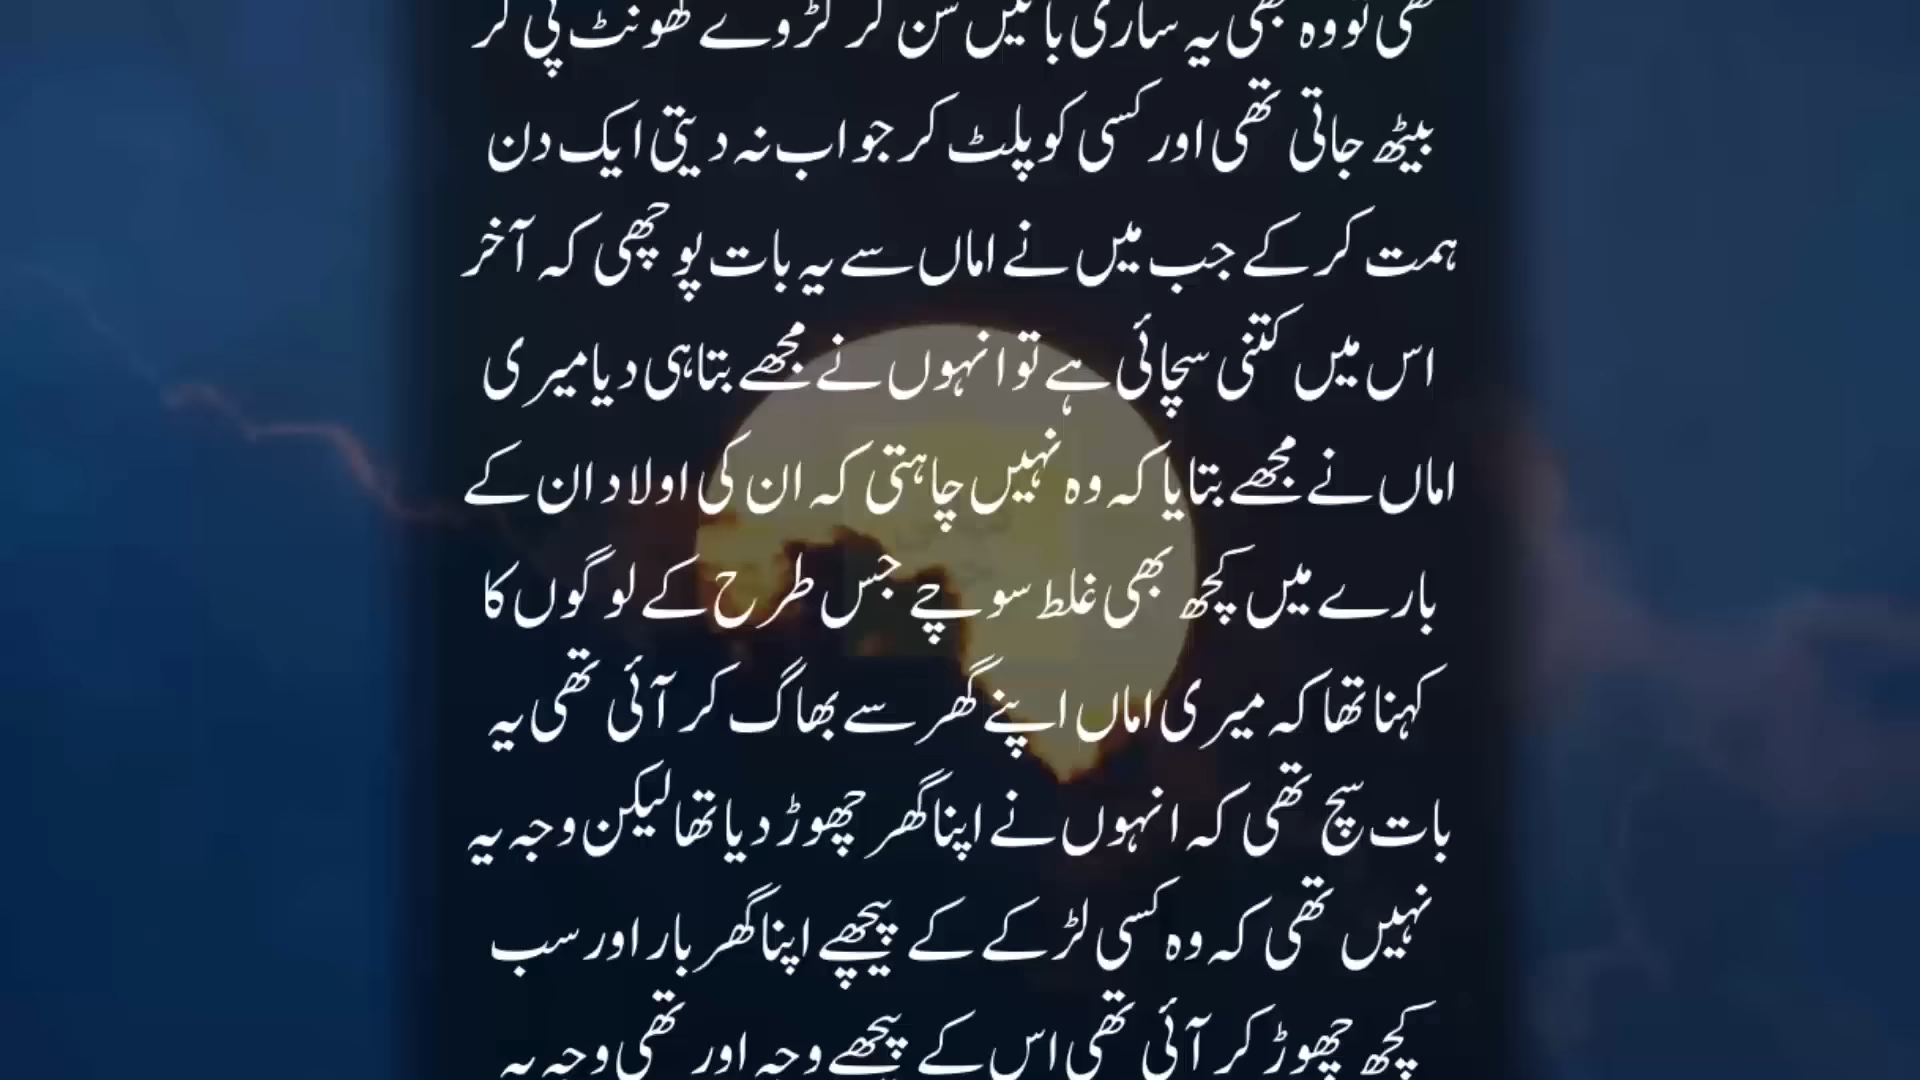 تھی تو وہ بھی یہ ساری باتیں سن کر کڑوے گھونٹ پی کر
بیٹھ جاتی تھی اور کسی کو پلٹ کر جواب نہ دیتی ایک دن
ہمت کر کے جب میں نے اماں سے یہ بات پوچھی کہ آخر
اس میں کتنی سچائی ہے تو انہوں نے مجھے بتا ہی دیا میری
اماں نے مجھے بتایا کہ وہ نہیں چاہتی کہ ان کی اولاد ان کے
بارے میں کچھ بھی غلط سوچے جس طرح کے لوگوں کا
کہنا تھا کہ میری اماں اپنے گھر سے بھاگ کر آئی تھی یہ
بات سچ تھی کہ انہوں نے اپنا گھر چھوڑ دیا تھا لیکن وجہ یہ
نہیں تھی کہ وہ کسی لڑکے کے پیچھے اپنا گھر بار اور سب
کچھ چھوڑ کر آئی تھی اس کے پیچھے وجہ اور تھی وجہ یہ